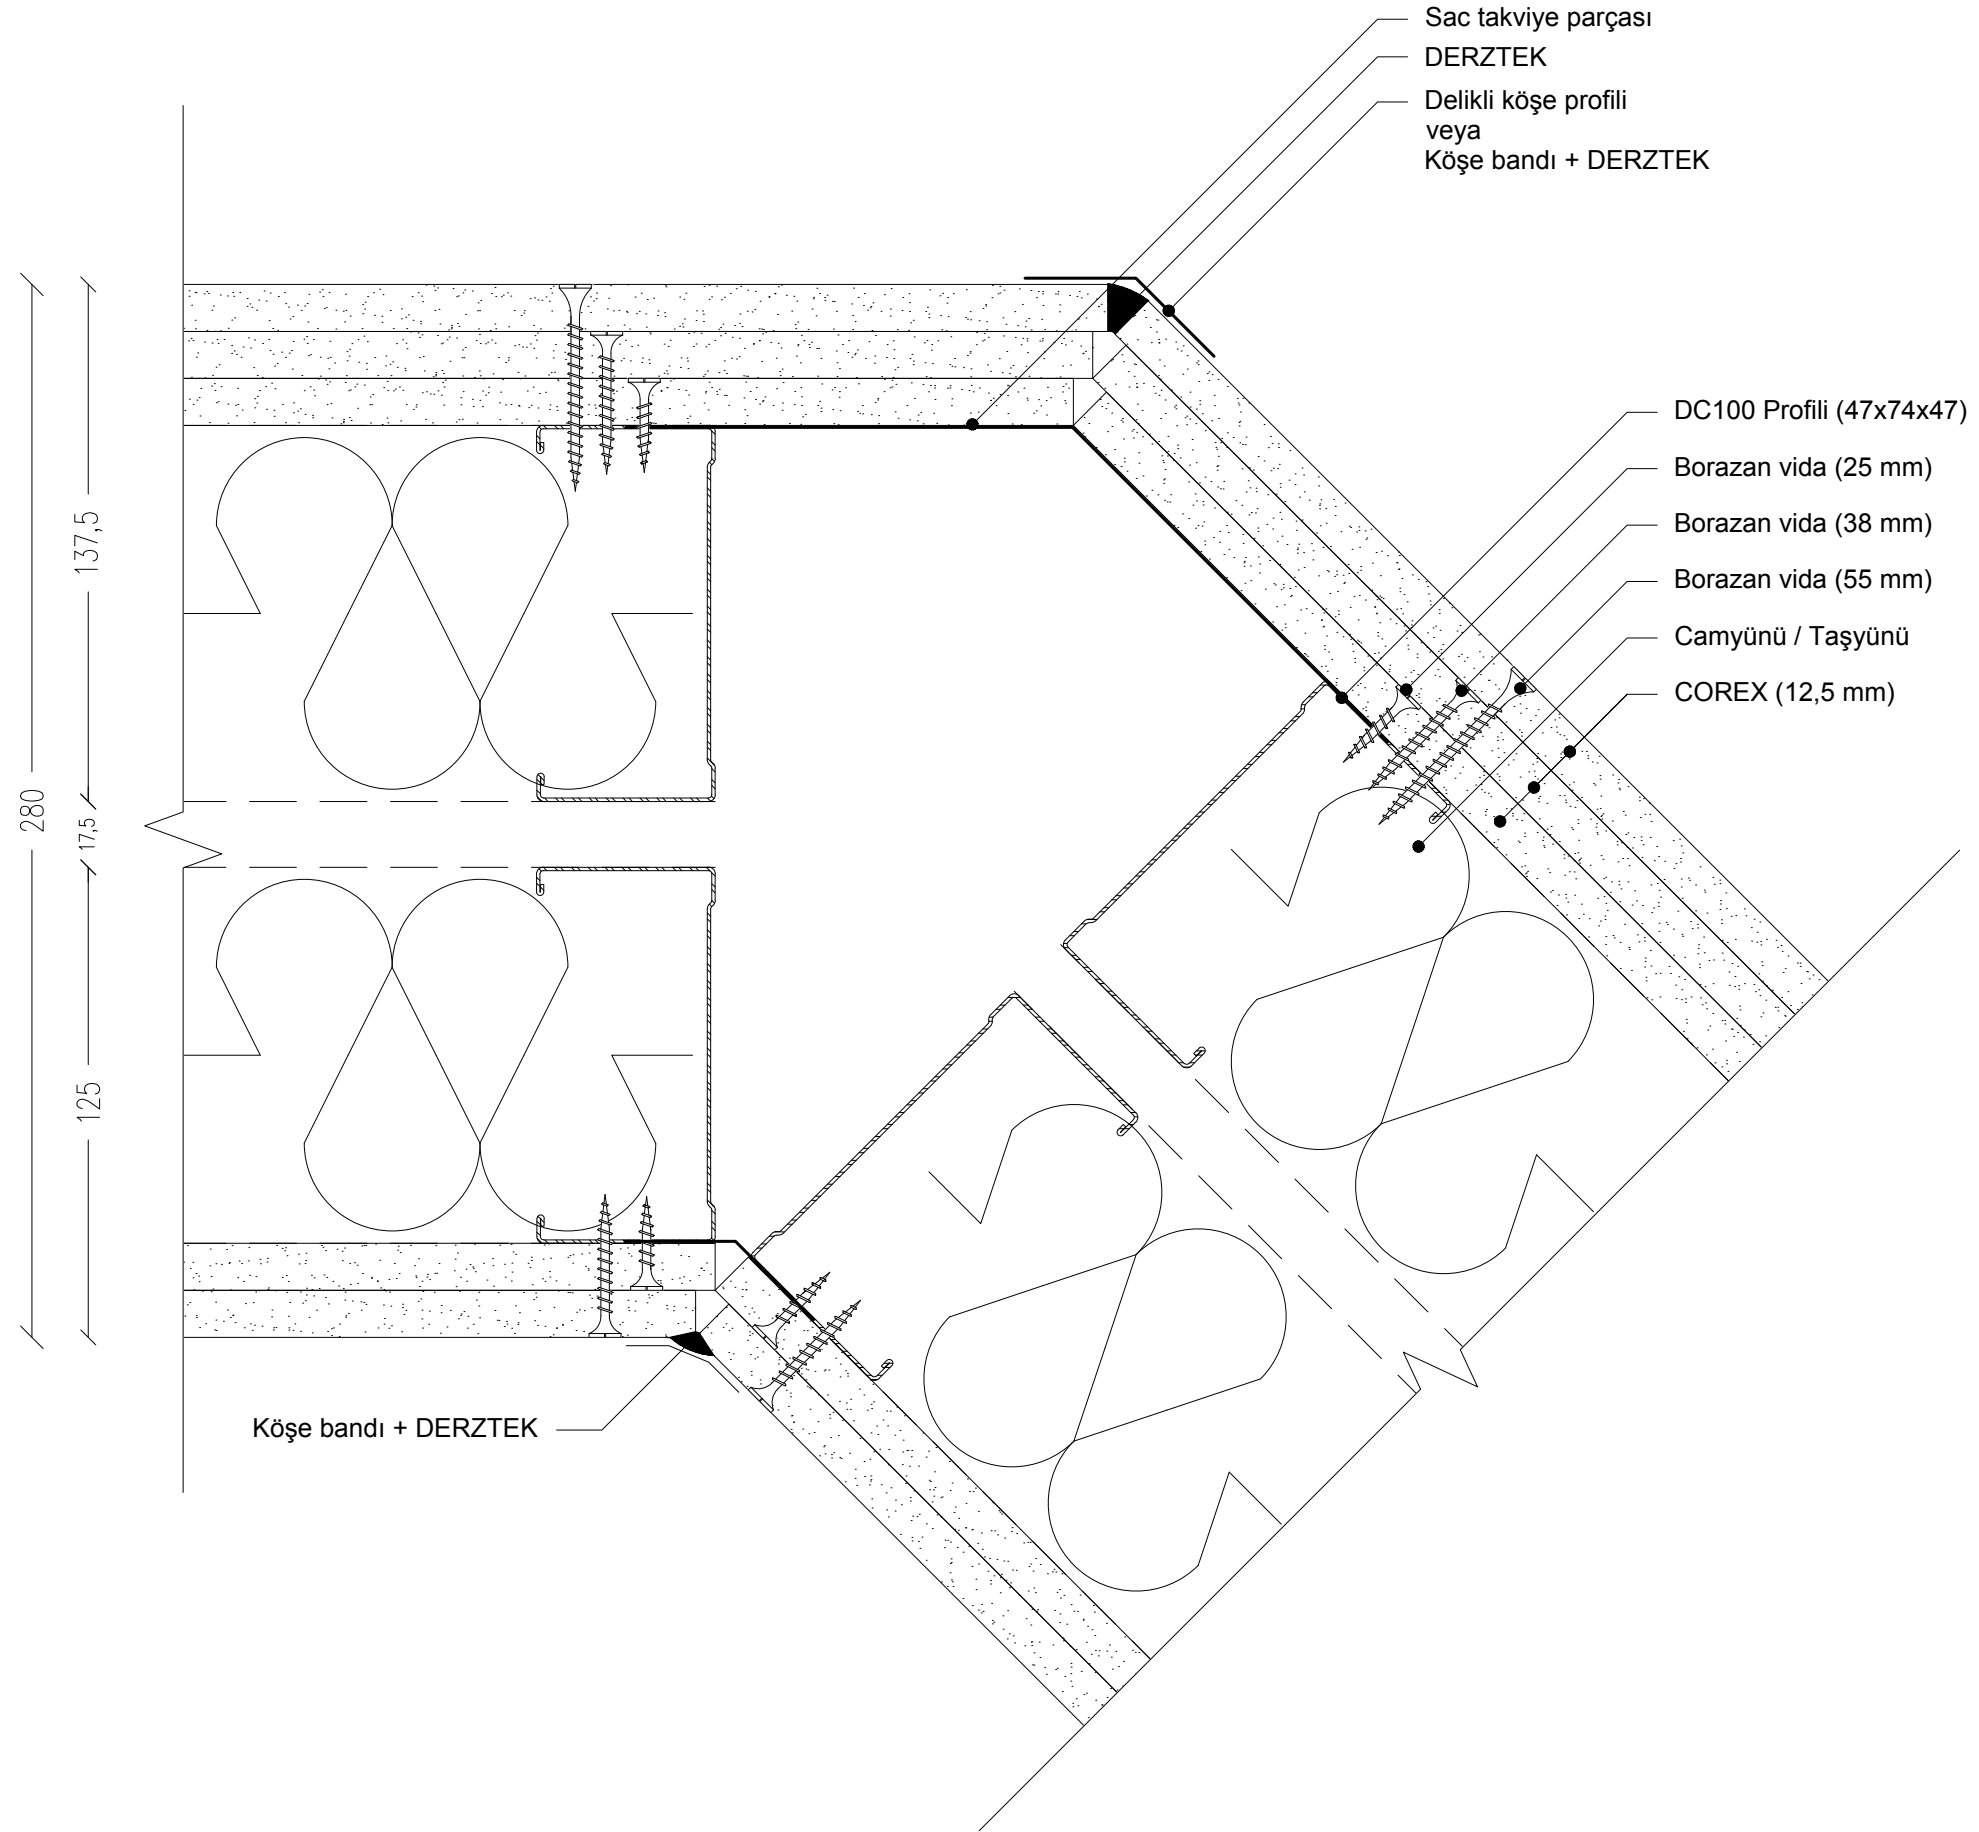 Sac takviye parçası
DERZTEK
Delikli köşe profili
veya
Köşe bandı + DERZTEK
DC100 Profili (47x74x47)
Borazan vida (25 mm)
Borazan vida (38 mm)
Borazan vida (55 mm)
Camyünü / Taşyünü
COREX (12,5 mm)
137,5
280
17,5
125
Köşe bandı + DERZTEK